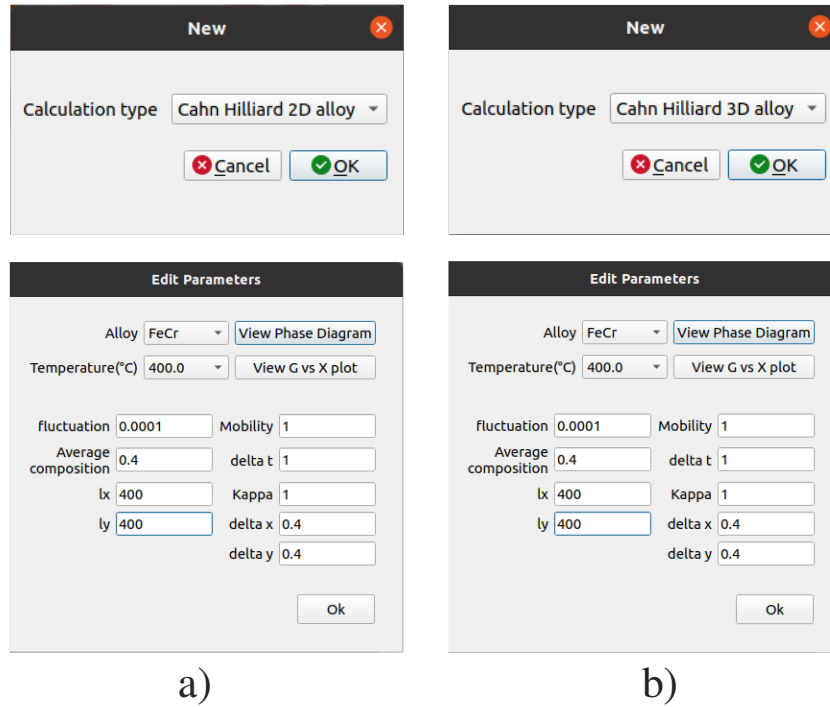 New
Calculation type Cahn Hilliard 2D alloy
Cancel OK
Edit Parameters
Alloy FeCr View Phase Diagram
Temperature(°C) 400.0 View G vs X plot
fluctuation 0.0001 Mobility 1
Average composition 0.4 delta t 1
lx 400 Kappa 1
ly 400 delta x 0.4
delta y 0.4
Ok
a)
New
Calculation type Cahn Hilliard 3D alloy
Cancel OK
Edit Parameters
Alloy FeCr View Phase Diagram
Temperature(°C) 400.0 View G vs X plot
fluctuation 0.0001 Mobility 1
Average composition 0.4 delta t 1
lx 400 Kappa 1
ly 400 delta x 0.4
delta y 0.4
Ok
b)